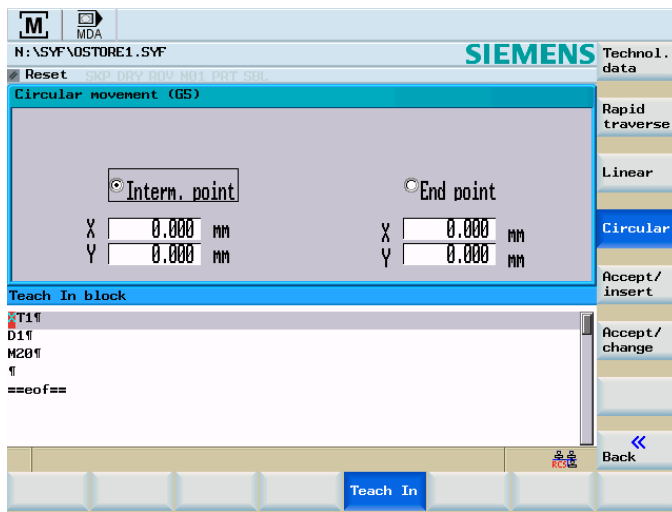 M
MDA
N:\SYF\OSTORE1.SYF
SIEMENS
Reset SKP DRY ROV M01 PRT SBL
Circular movement (G5)
Interm. point
End point
X 0.000 mm
X 0.000 mm
Y 0.000 mm
Y 0.000 mm
Teach In block
T1¶
D1¶
M20¶
¶
==eof==
RCS
Teach In
Technol.
data
Rapid
traverse
Linear
Circular
Accept/
insert
Accept/
change
Back